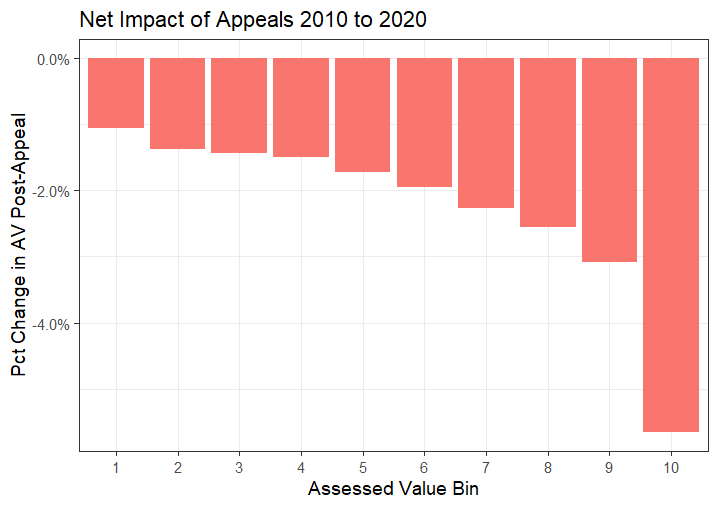 Net Impact of Appeals 2010 to 2020
Pct Change in AV Post-Appeal
0.0%
-2.0%
-4.0%
1 2 3 4 5 6 7 8 9 10
Assessed Value Bin